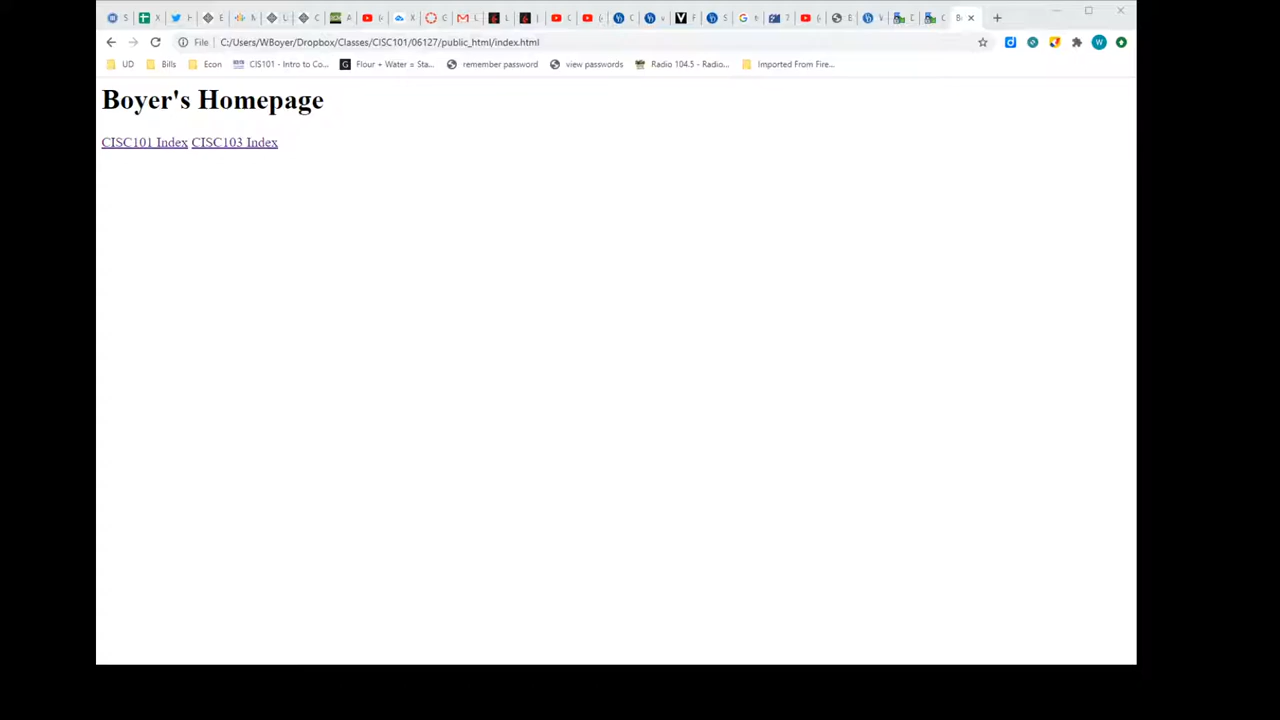 File C:/Users/WBoyer/Dropbox/Classes/CISC101/06127/public_html/index.html
UD Bills Econ CIS101 - Intro to Co... Flour + Water = Sta... remember password view passwords Radio 104.5 - Radio... Imported From Fire...
Boyer's Homepage
CISC101 Index CISC103 Index